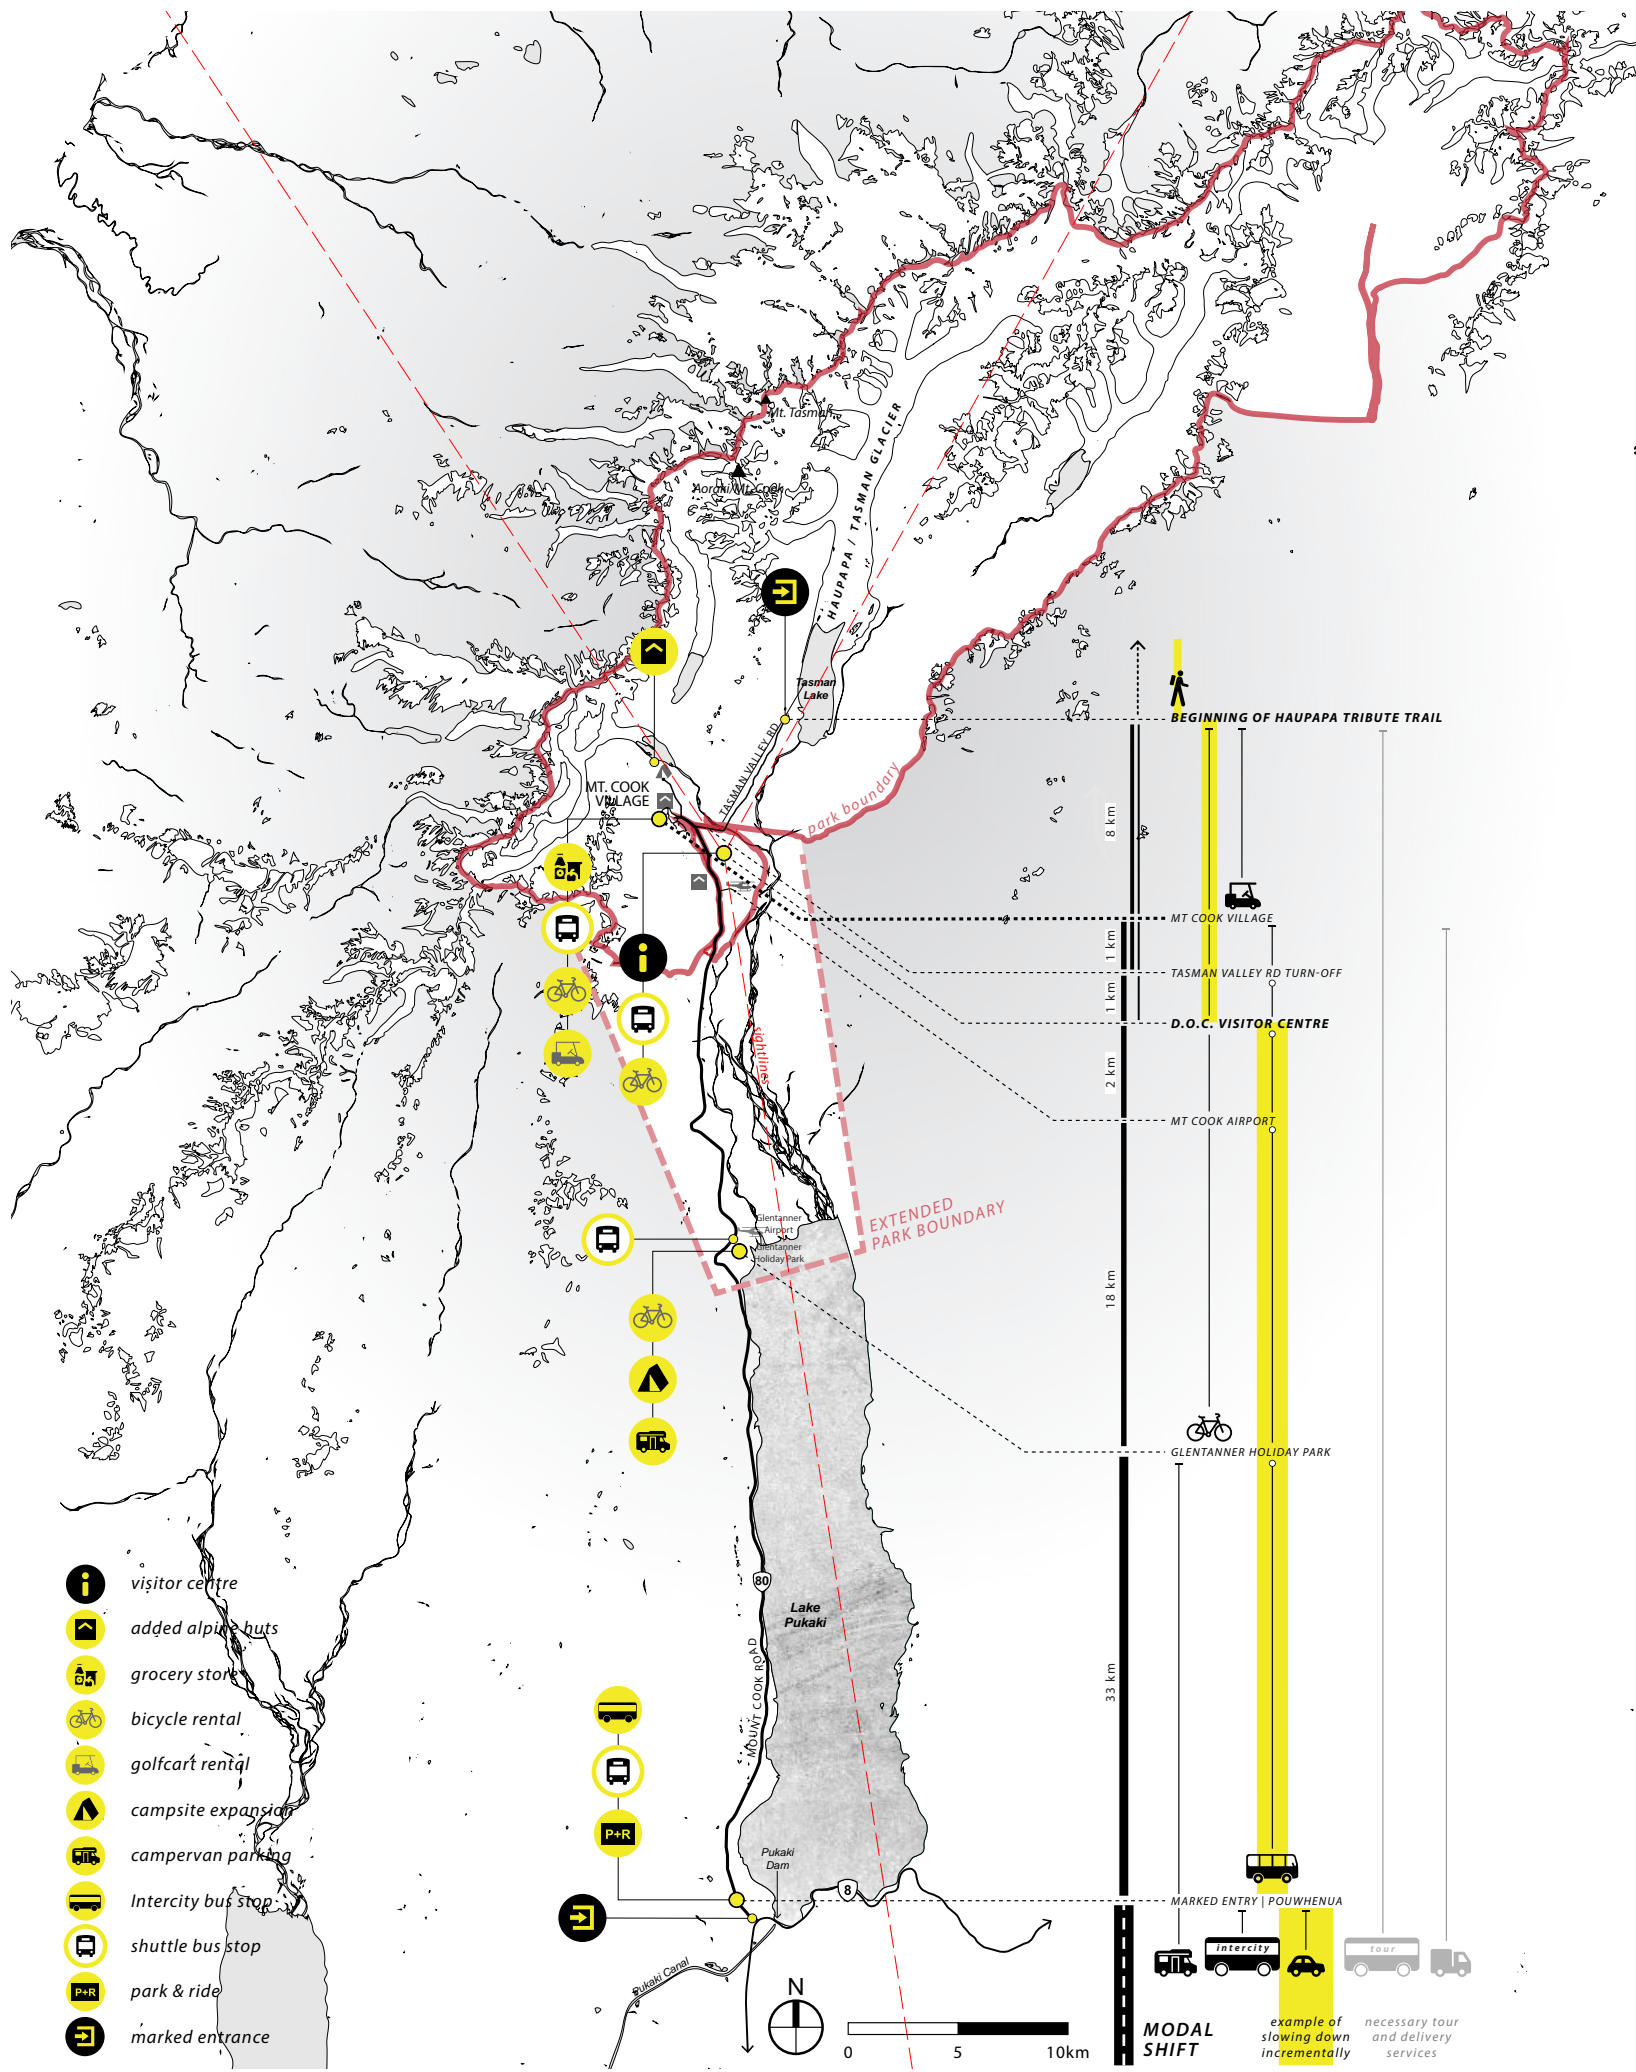 Mt. Tasman
Aoraki/Mt. Cook
HAUPAPA / TASMAN GLACIER
Tasman
Lake
TASMAN VALLEY RD
MT. COOK
VILLAGE
park boundary
sightlines
EXTENDED
PARK BOUNDARY
Glentanner
Airport
Glentanner
Holiday Park
80
MOUNT COOK ROAD
Lake
Pukaki
P+R
Pukaki
Dam
8
Pukaki Canal
BEGINNING OF HAUPAPA TRIBUTE TRAIL
8 km
MT COOK VILLAGE
1 km
TASMAN VALLEY RD TURN-OFF
1 km
D.O.C. VISITOR CENTRE
2 km
MT COOK AIRPORT
18 km
GLENTANNER HOLIDAY PARK
33 km
MARKED ENTRY | POUWHENUA
intercity
tour
MODAL
SHIFT
example of
slowing down
incrementally
necessary tour
and delivery
services
visitor centre
added alpine huts
grocery store
bicycle rental
golfcart rental
campsite expansion
campervan parking
Intercity bus stop
shuttle bus stop
P+R
park & ride
marked entrance
N
0 5 10km